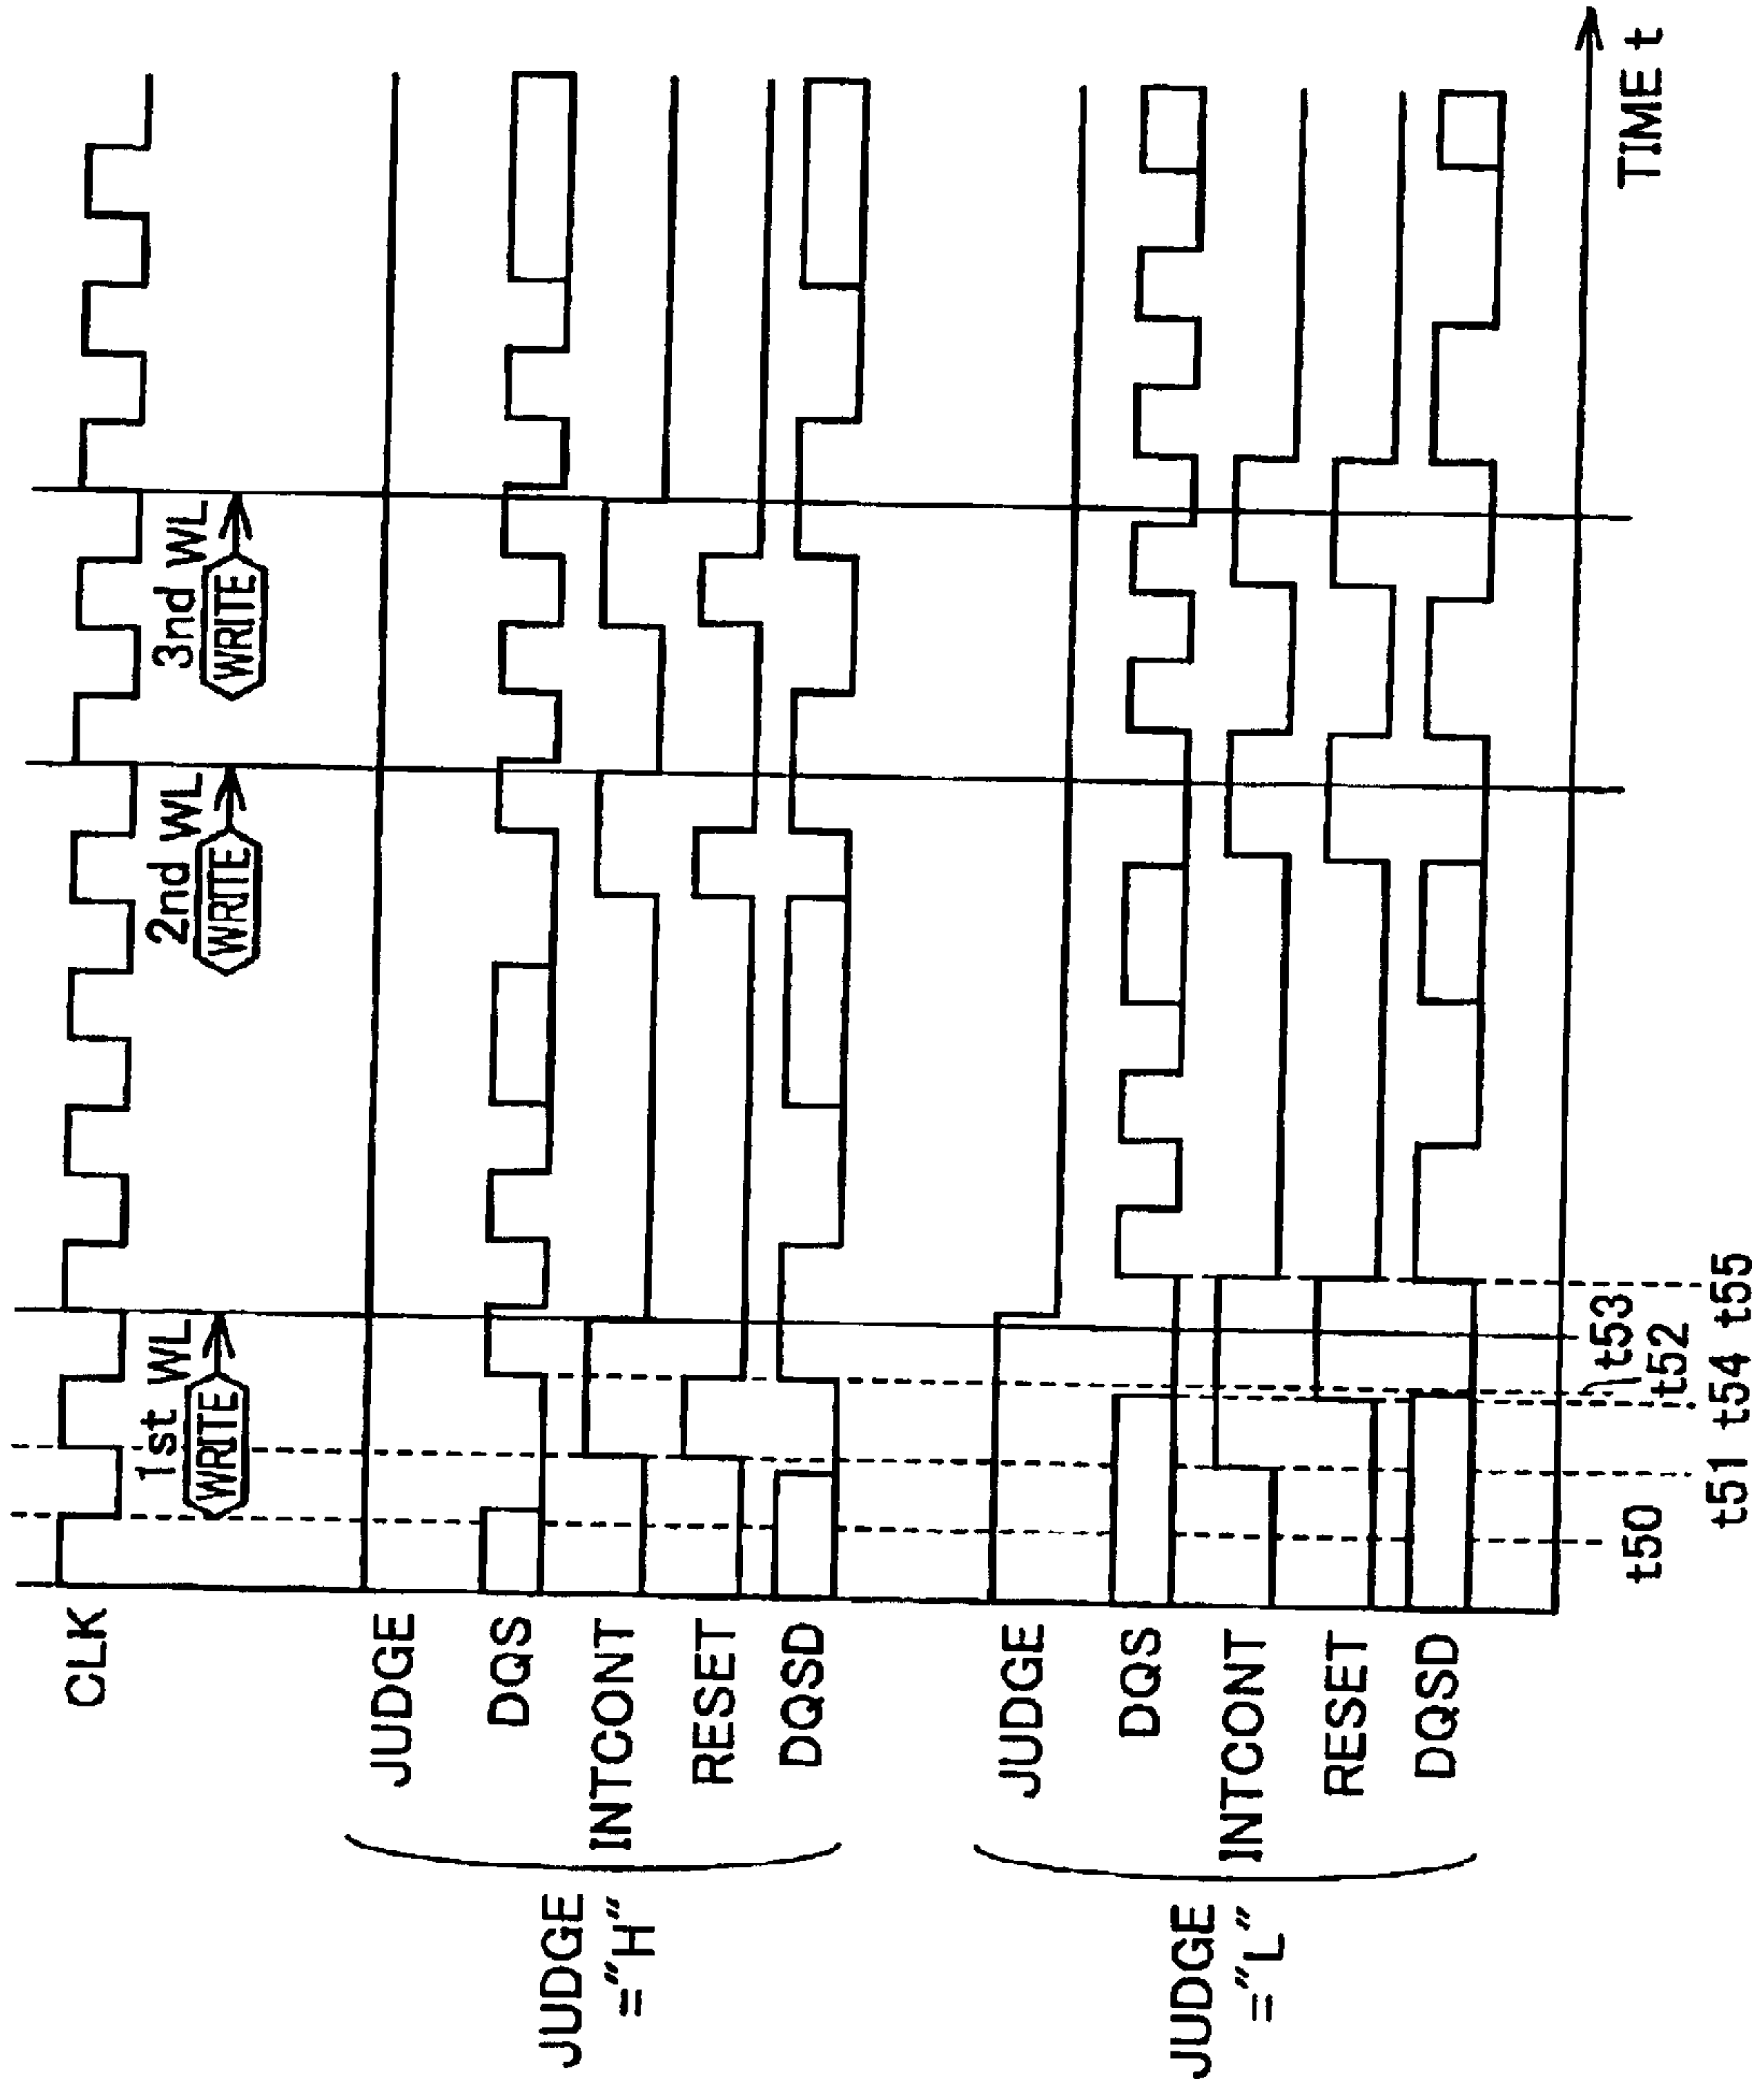 CLK
1st WL
WRITE
2nd WL
WRITE
3nd WL
WRITE
JUDGE
="H"
JUDGE
DQS
INTCONT
RESET
DQSD
JUDGE
="L"
JUDGE
DQS
INTCONT
RESET
DQSD
t50
t53
t52
t51 t54 t55
TIME t